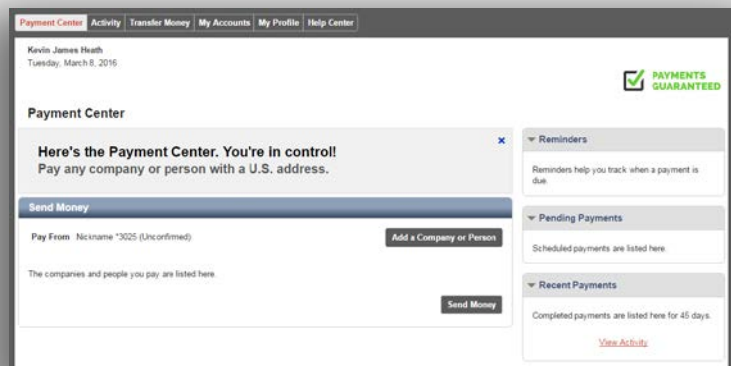 Payment Center Activity Transfer Money My Accounts My Profile Help Center
Kevin James Heath
Tuesday, March 8, 2016
PAYMENTS
GUARANTEED
Payment Center
Here's the Payment Center. You're in control!
Pay any company or person with a U.S. address.
Send Money
Pay From Nickname *3025 (Unconfirmed)
Add a Company or Person
The companies and people you pay are listed here.
Send Money
Reminders
Reminders help you track when a payment is
due.
Pending Payments
Scheduled payments are listed here.
Recent Payments
Completed payments are listed here for 45 days.
View Activity